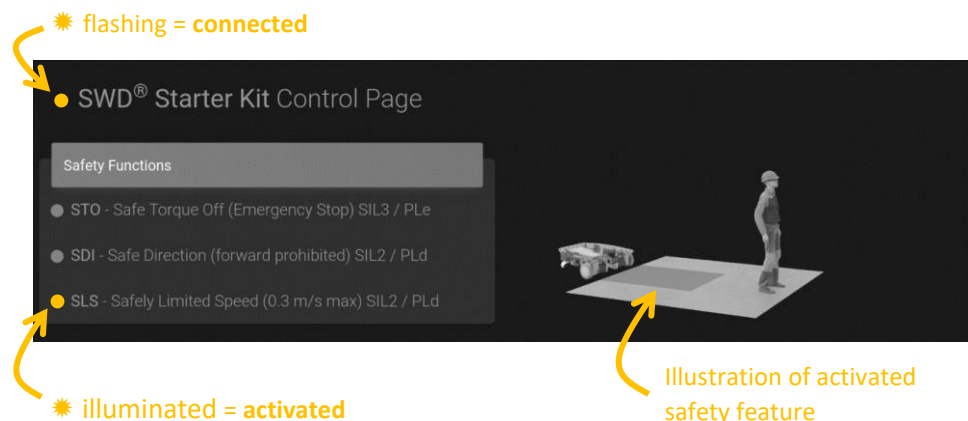 flashing = connected
SWD® Starter Kit Control Page
Safety Functions
STO - Safe Torque Off (Emergency Stop) SIL3 / PLe
SDI - Safe Direction (forward prohibited) SIL2 / PLd
SLS - Safely Limited Speed (0.3 m/s max) SIL2 / PLd
illuminated = activated
Illustration of activated
safety feature